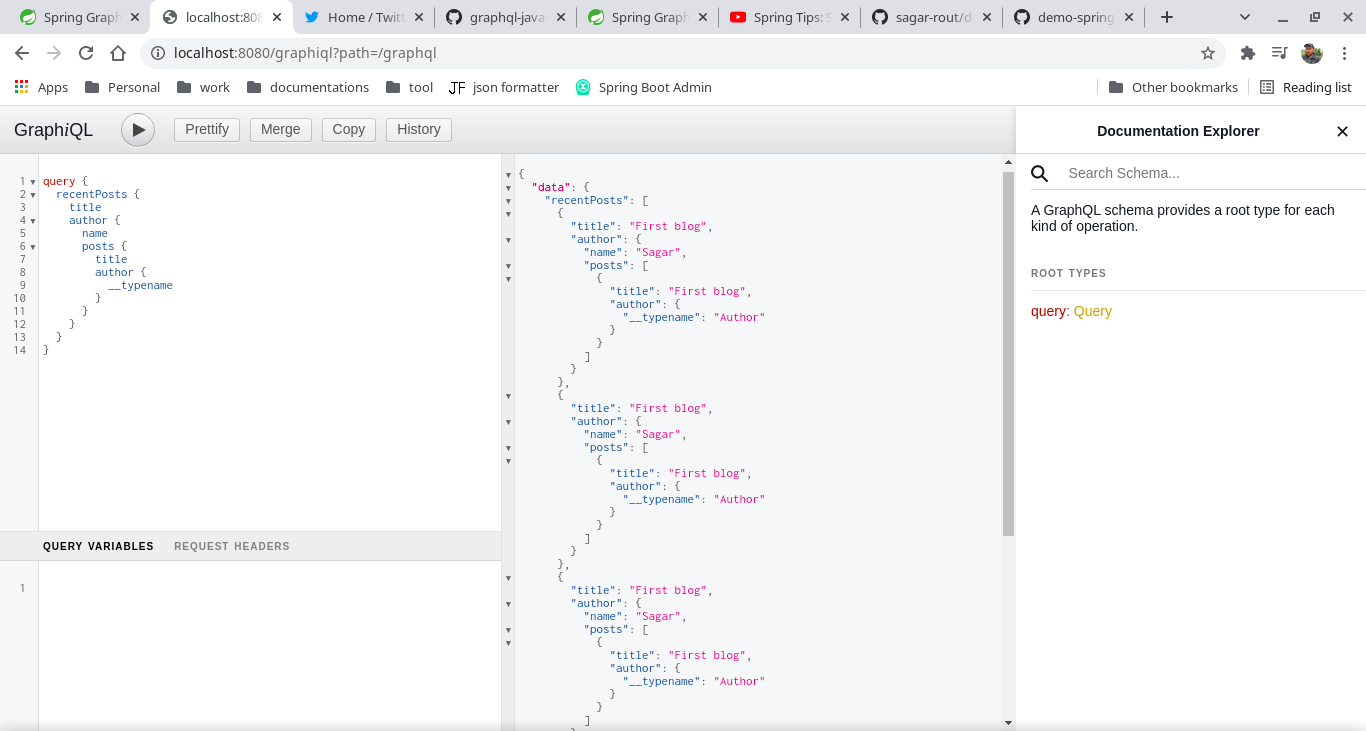 Spring Graph
localhost:808
Home / Twitt
graphql-java-
Spring Graph
Spring Tips: S
sagar-rout/d
demo-spring
localhost:8080/graphiql?path=/graphql
Apps
Personal
work
documentations
tool
JF
json formatter
Spring Boot Admin
Other bookmarks
Reading list
GraphiQL
Prettify
Merge
Copy
History
1 query {
2 recentPosts {
3 title
4 author {
5 name
6 posts {
7 title
8 author {
9 __typename
10 }
11 }
12 }
13 }
14 }
QUERY VARIABLES
REQUEST HEADERS
1
{
"data": {
"recentPosts": [
{
"title": "First blog",
"author": {
"name": "Sagar",
"posts": [
{
"title": "First blog",
"author": {
"__typename": "Author"
}
}
]
}
},
{
"title": "First blog",
"author": {
"name": "Sagar",
"posts": [
{
"title": "First blog",
"author": {
"__typename": "Author"
}
}
]
}
},
{
"title": "First blog",
"author": {
"name": "Sagar",
"posts": [
{
"title": "First blog",
"author": {
"__typename": "Author"
}
}
]
Documentation Explorer
Search Schema...
A GraphQL schema provides a root type for each
kind of operation.
ROOT TYPES
query: Query